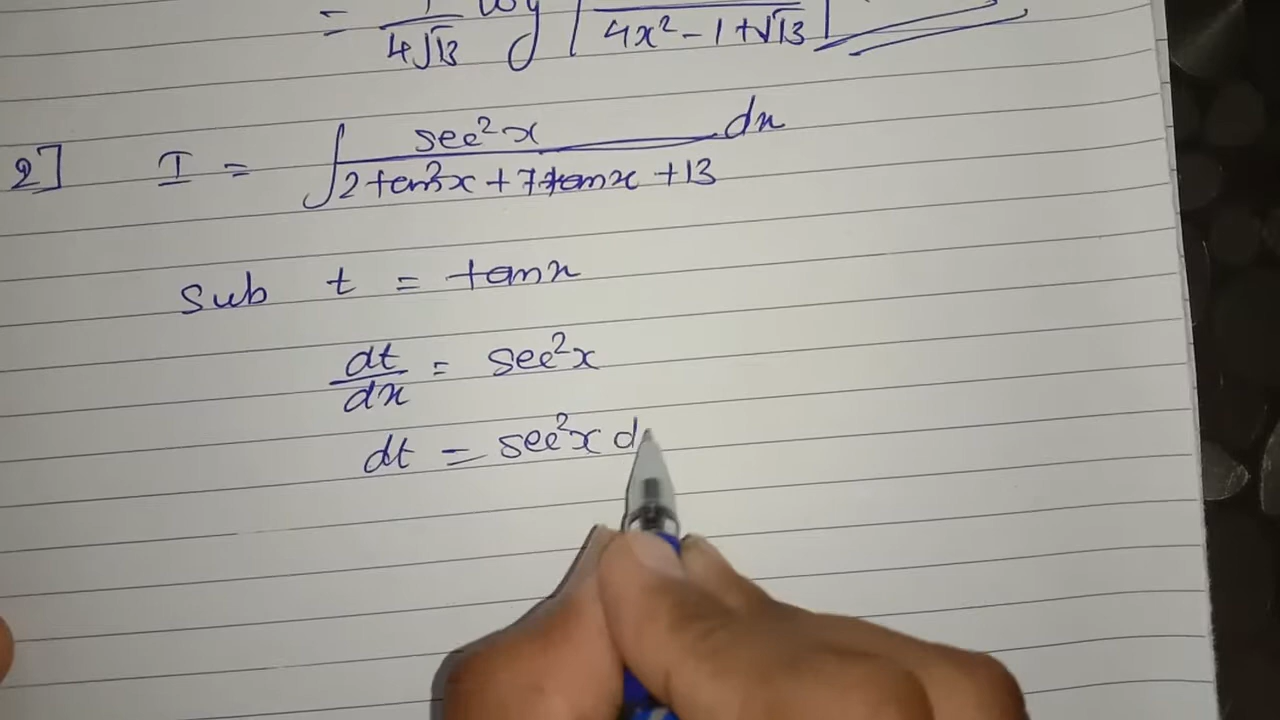 = 1/4√13 log | 4x² - 1 + √13 |
2] I = ∫ sec²x / 2tan²x + 7tanx + 13 dx
Sub t = tanx
dt/dx = sec²x
dt = sec²x d